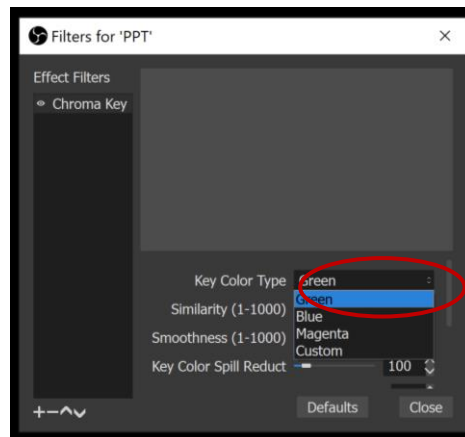 Filters for 'PPT'
Effect Filters
Chroma Key
Key Color Type Green
Green
Similarity (1-1000)
Blue
Smoothness (1-1000) Magenta
Custom
Key Color Spill Reduct 100
Defaults Close